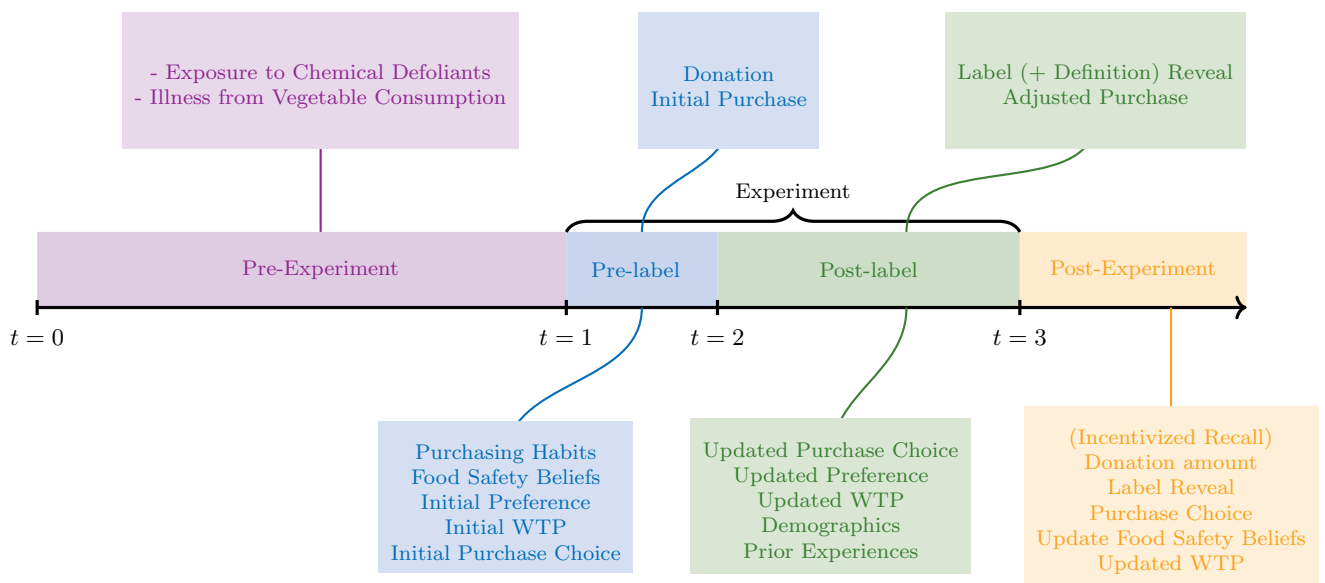 - Exposure to Chemical Defoliants
- Illness from Vegetable Consumption
Donation
Initial Purchase
Label (+ Definition) Reveal
Adjusted Purchase
Experiment
Pre-Experiment
Pre-label
Post-label
Post-Experiment
t = 0
t = 1
t = 2
t = 3
Purchasing Habits
Food Safety Beliefs
Initial Preference
Initial WTP
Initial Purchase Choice
Updated Purchase Choice
Updated Preference
Updated WTP
Demographics
Prior Experiences
(Incentivized Recall)
Donation amount
Label Reveal
Purchase Choice
Update Food Safety Beliefs
Updated WTP